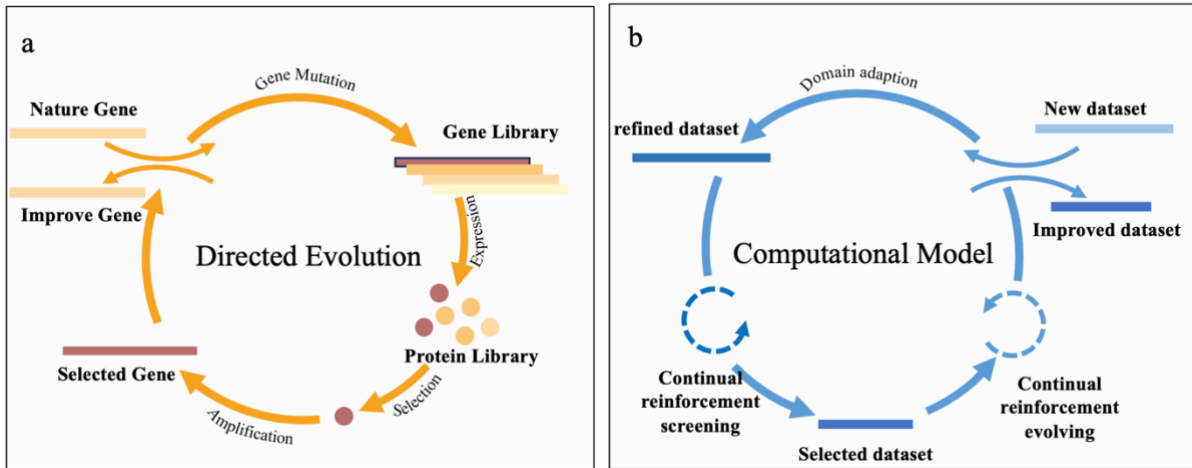 a
Gene Mutation
Nature Gene
Gene Library
Improve Gene
Expression
Directed Evolution
Protein Library
Selected Gene
Selection
Amplification
b
Domain adaption
New dataset
refined dataset
Improved dataset
Computational Model
Continual
reinforcement
screening
Continual
reinforcement
evolving
Selected dataset